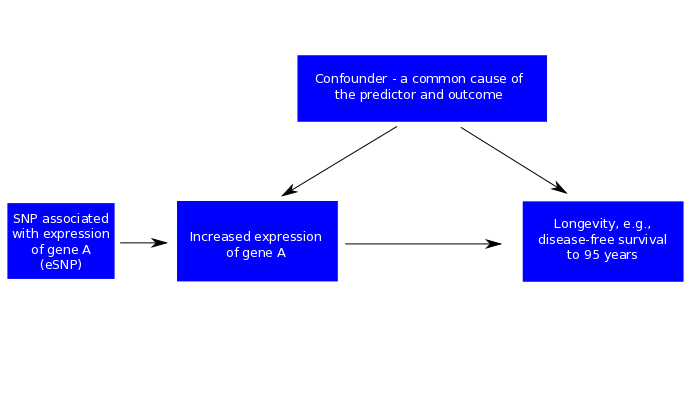 Confounder - a common cause of
the predictor and outcome
SNP associated
with expression
of gene A
(eSNP)
Increased expression
of gene A
Longevity, e.g.,
disease-free survival
to 95 years